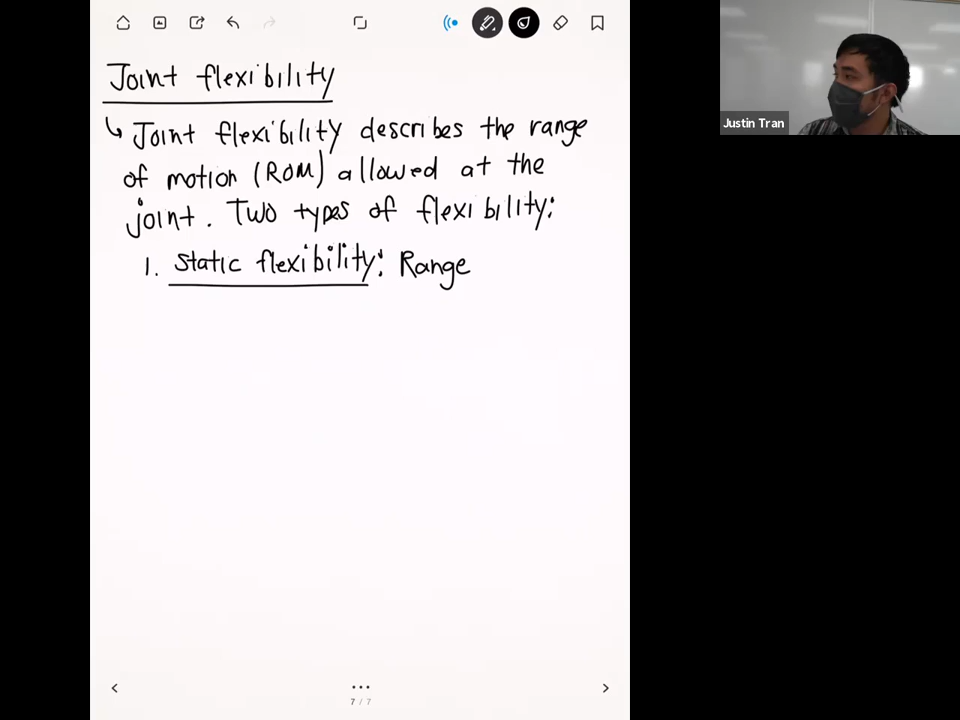 Joint flexibility
↳ Joint flexibility describes the range
of motion (ROM) allowed at the
joint. Two types of flexibility:
1. Static flexibility: Range
7 / 7
Justin Tran